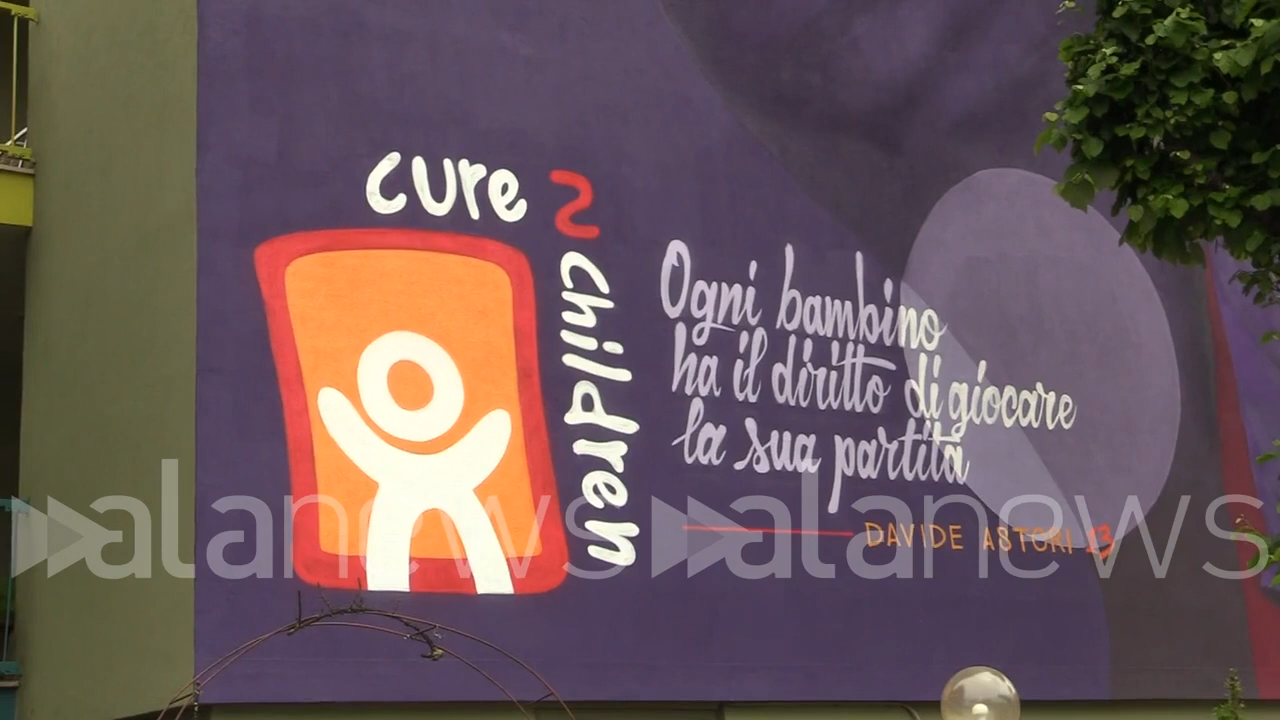 cure 2 children
Ogni bambino
ha il diritto di giocare
la sua partita
DAVIDE ASTORI 13
alanews alanews